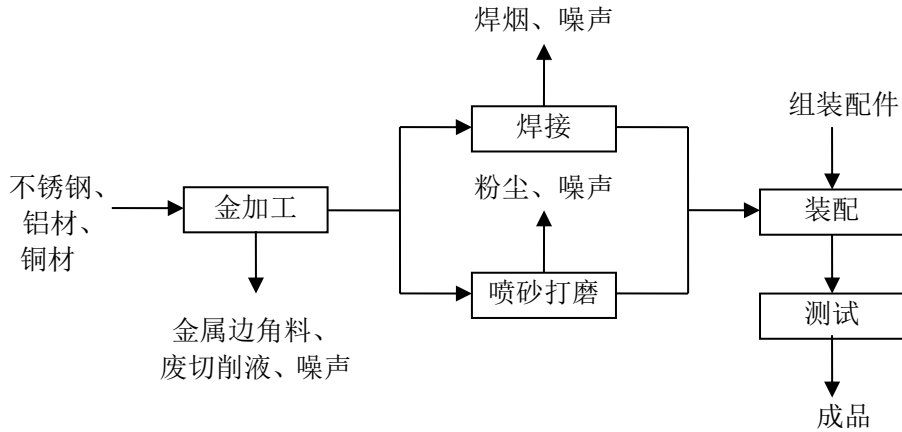 焊烟、噪声
组装配件
焊接
不锈钢、
铝材、
铜材
金加工
粉尘、噪声
装配
喷砂打磨
测试
金属边角料、
废切削液、噪声
成品